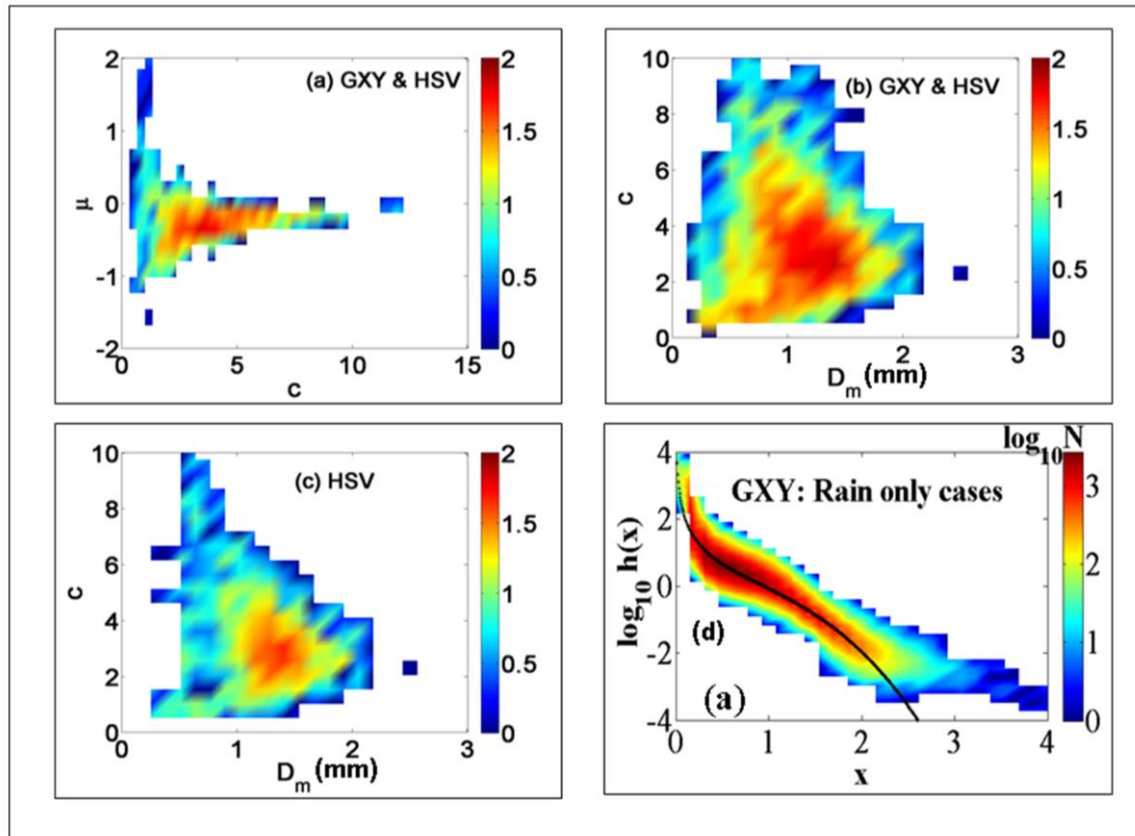 (a) GXY & HSV
2
1
0
-1
-2
μ
0 5 10 15
c
2
1.5
1
0.5
0
(b) GXY & HSV
10
8
6
4
2
0
c
0 1 2 3
Dm (mm)
2
1.5
1
0.5
0
(c) HSV
10
8
6
4
2
0
c
0 1 2 3
Dm (mm)
2
1.5
1
0.5
0
log10 N
GXY: Rain only cases
4
2
0
-2
-4
log10 h(x)
(d)
(a)
0 1 2 3 4
x
3
2
1
0